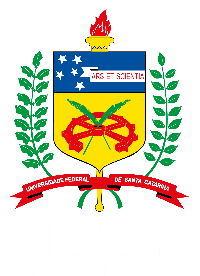 ARS ET SCIENTIA
UNIVERSIDADE FEDERAL DE SANTA CATARINA